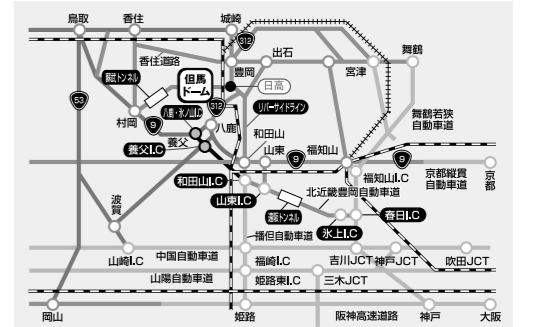 鳥取 香住 城崎
312
舞鶴
香住道路
出石
豊岡
宮津
蘇武トンネル
但馬
ドーム
日高
53
八鹿・氷ノ山I.C
312
リバーサイドライン
舞鶴若狭
自動車道
村岡
9
八鹿
和田山
養父
養父I.C
山東
福知山
9
9
和田山I.C
福知山I.C
京都縦貫
自動車道
京都
北近畿豊岡自動車道
波賀
山東I.C
遠阪トンネル
春日I.C
氷上I.C
播但自動車道
山崎I.C
中国自動車道
福崎I.C
吉川JCT
神戸JCT
吹田JCT
山陽自動車道
姫路東I.C
三木JCT
岡山
姫路
阪神高速道路
神戸
大阪